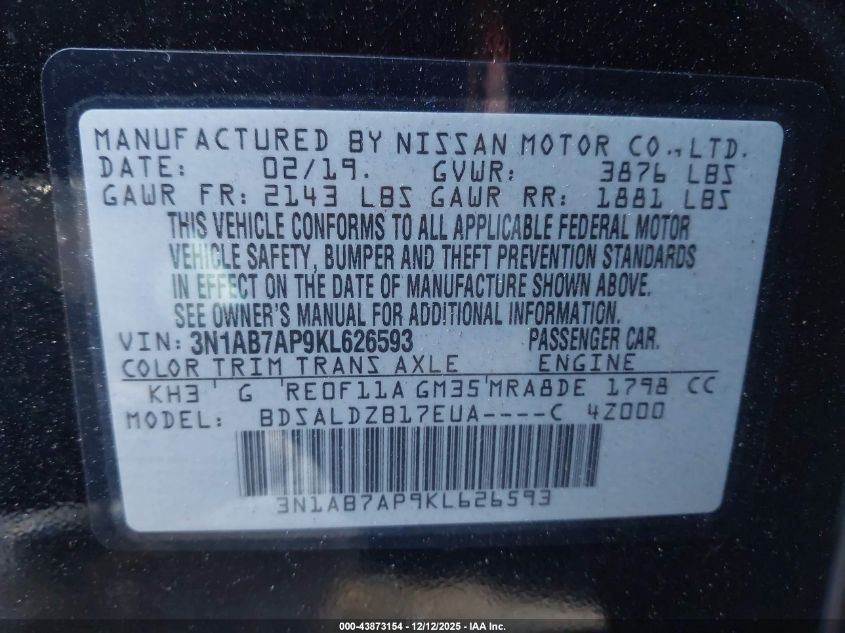 MANUFACTURED BY NISSAN MOTOR CO., LTD.
DATE: 02/19. GVWR: 3876 LBS
GAWR FR: 2143 LBS GAWR RR: 1881 LBS
THIS VEHICLE CONFORMS TO ALL APPLICABLE FEDERAL MOTOR
VEHICLE SAFETY, BUMPER AND THEFT PREVENTION STANDARDS
IN EFFECT ON THE DATE OF MANUFACTURE SHOWN ABOVE.
SEE OWNER'S MANUAL FOR ADDITIONAL INFORMATION.
VIN: 3N1AB7AP9KL626593 PASSENGER CAR.
COLOR TRIM TRANS AXLE ENGINE
KH3 G RE0F11A GM35 MRA8DE 1798 CC
MODEL: BDSALDZB17EUA----C 4Z000
3N1AB7AP9KL626593
000-43873154 - 12/12/2025 - IAA Inc.